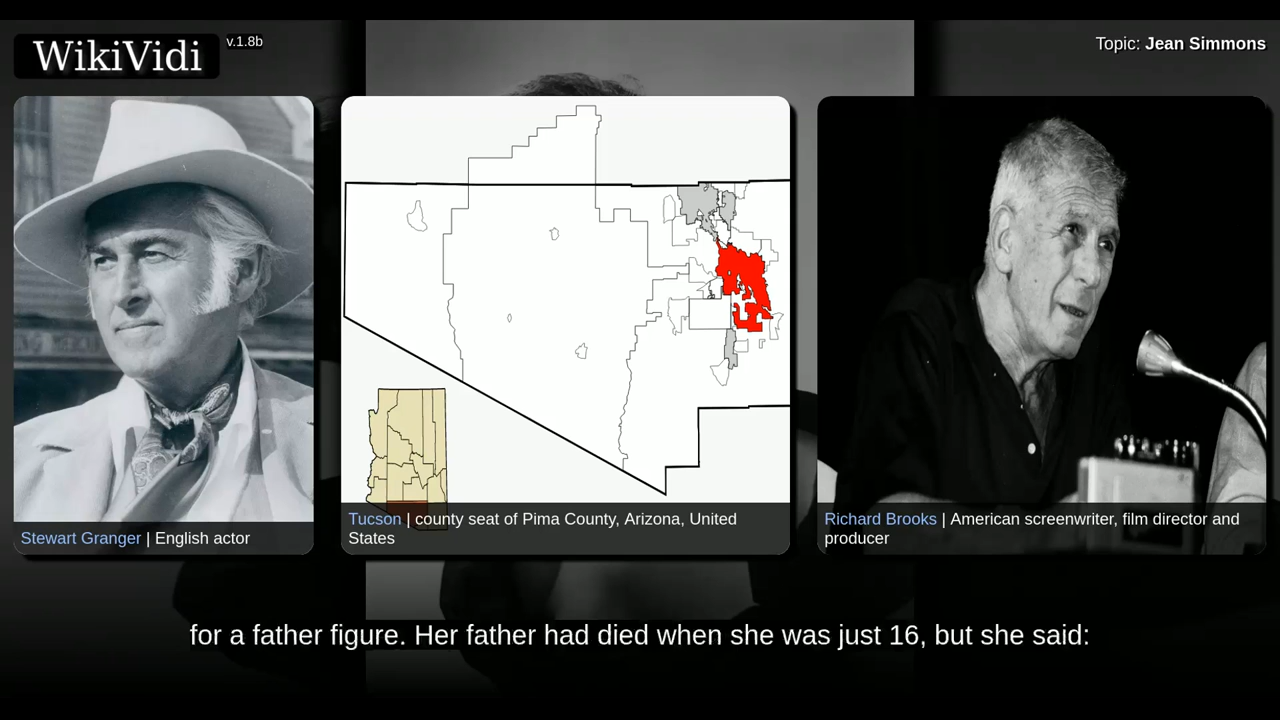 WikiVidi v.1.8b
Topic: Jean Simmons
Stewart Granger | English actor
Tucson | county seat of Pima County, Arizona, United
States
Richard Brooks | American screenwriter, film director and
producer
for a father figure. Her father had died when she was just 16, but she said: